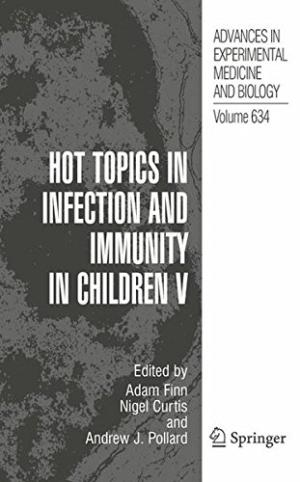 ADVANCES IN
EXPERIMENTAL
MEDICINE
AND BIOLOGY
Volume 634
HOT TOPICS IN
INFECTION AND
IMMUNITY
IN CHILDREN V
Edited by
Adam Finn
Nigel Curtis
and
Andrew J. Pollard
Springer